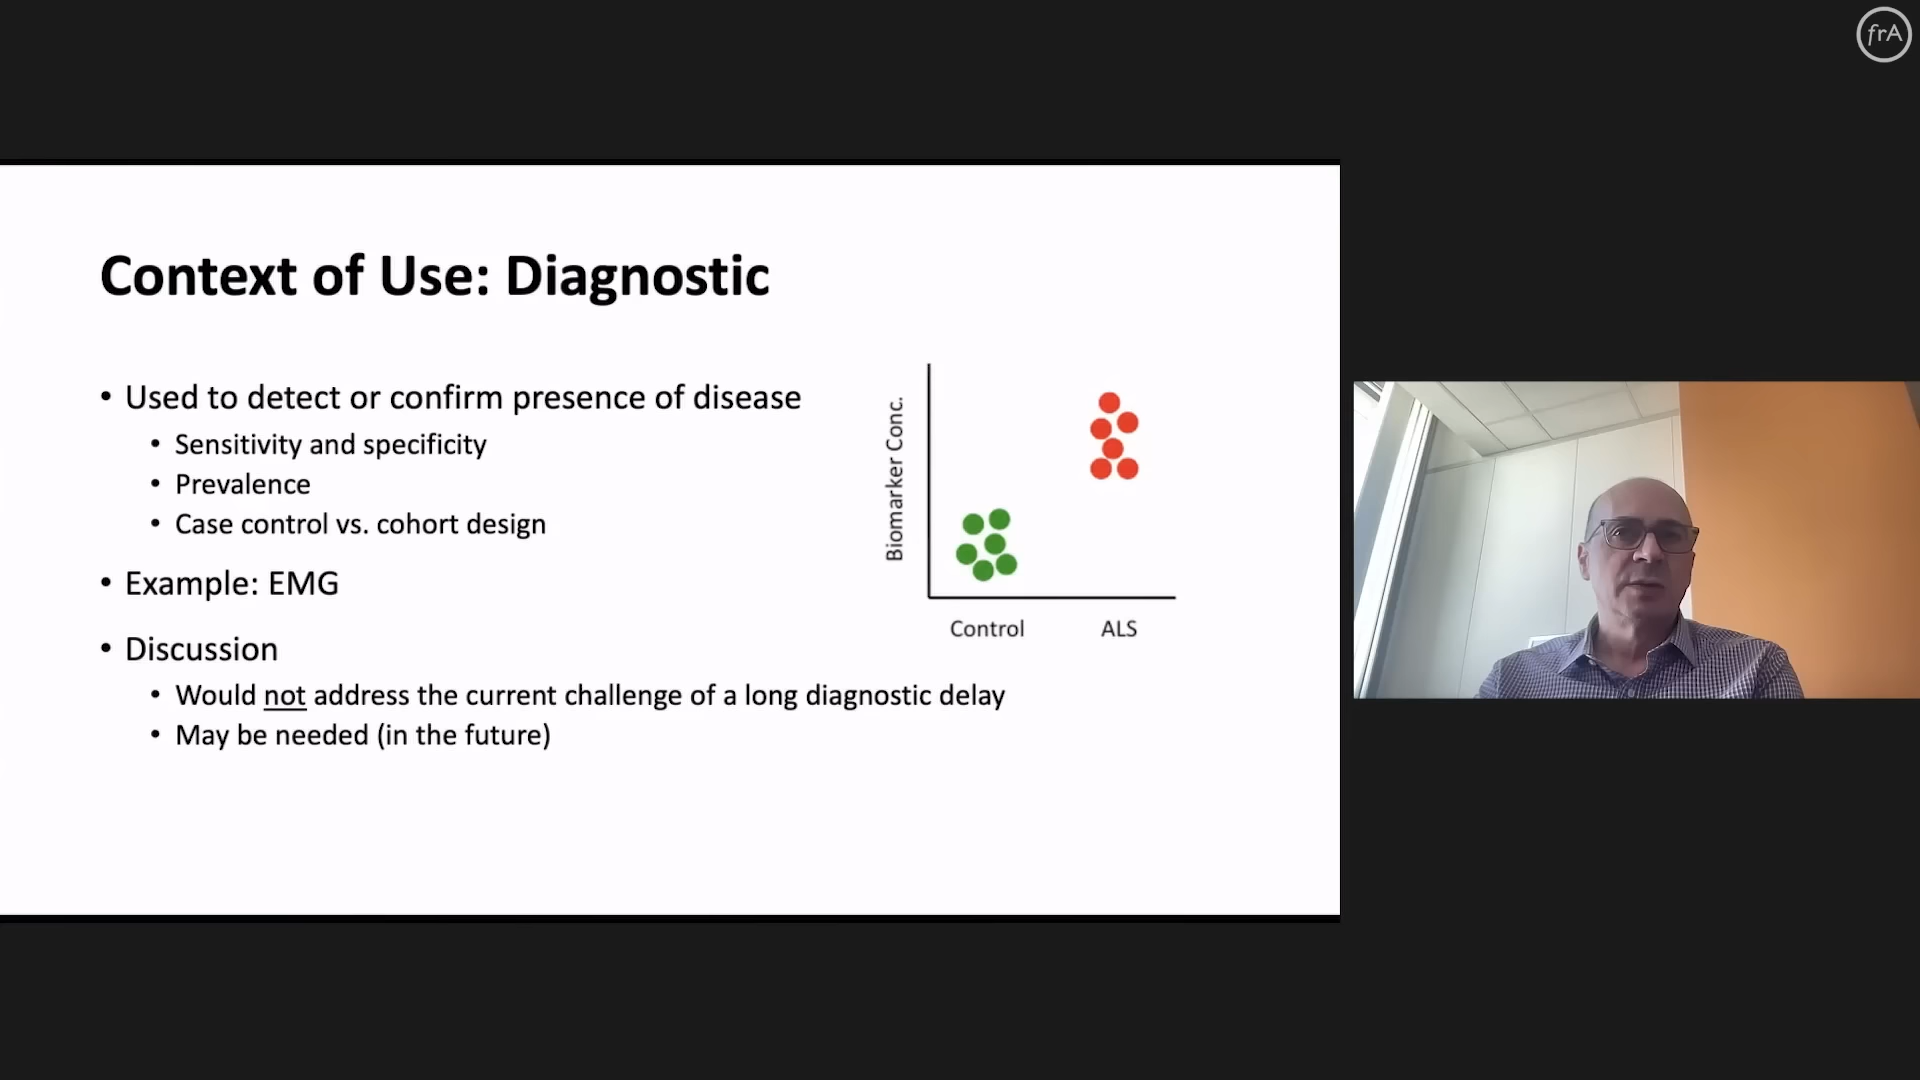 frA
Context of Use: Diagnostic
• Used to detect or confirm presence of disease
• Sensitivity and specificity
• Prevalence
• Case control vs. cohort design
• Example: EMG
• Discussion
• Would not address the current challenge of a long diagnostic delay
• May be needed (in the future)
Biomarker Conc.
Control
ALS